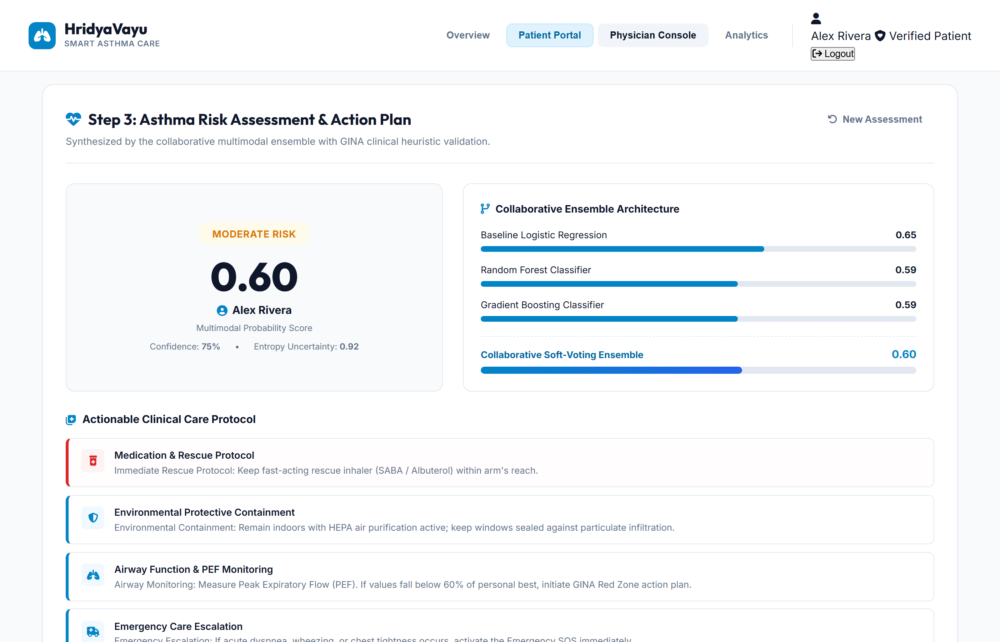 HridyaVayu
SMART ASTHMA CARE
Overview
Patient Portal
Physician Console
Analytics
Alex Rivera Verified Patient
Logout
Step 3: Asthma Risk Assessment & Action Plan
New Assessment
Synthesized by the collaborative multimodal ensemble with GINA clinical heuristic validation.
MODERATE RISK
0.60
Alex Rivera
Multimodal Probability Score
Confidence: 75% • Entropy Uncertainty: 0.92
Collaborative Ensemble Architecture
Baseline Logistic Regression 0.65
Random Forest Classifier 0.59
Gradient Boosting Classifier 0.59
Collaborative Soft-Voting Ensemble 0.60
Actionable Clinical Care Protocol
Medication & Rescue Protocol
Immediate Rescue Protocol: Keep fast-acting rescue inhaler (SABA / Albuterol) within arm's reach.
Environmental Protective Containment
Environmental Containment: Remain indoors with HEPA air purification active; keep windows sealed against particulate infiltration.
Airway Function & PEF Monitoring
Airway Monitoring: Measure Peak Expiratory Flow (PEF). If values fall below 60% of personal best, initiate GINA Red Zone action plan.
Emergency Care Escalation
Emergency Escalation: If acute dyspnea, wheezing, or chest tightness occurs, activate the Emergency SOS immediately.